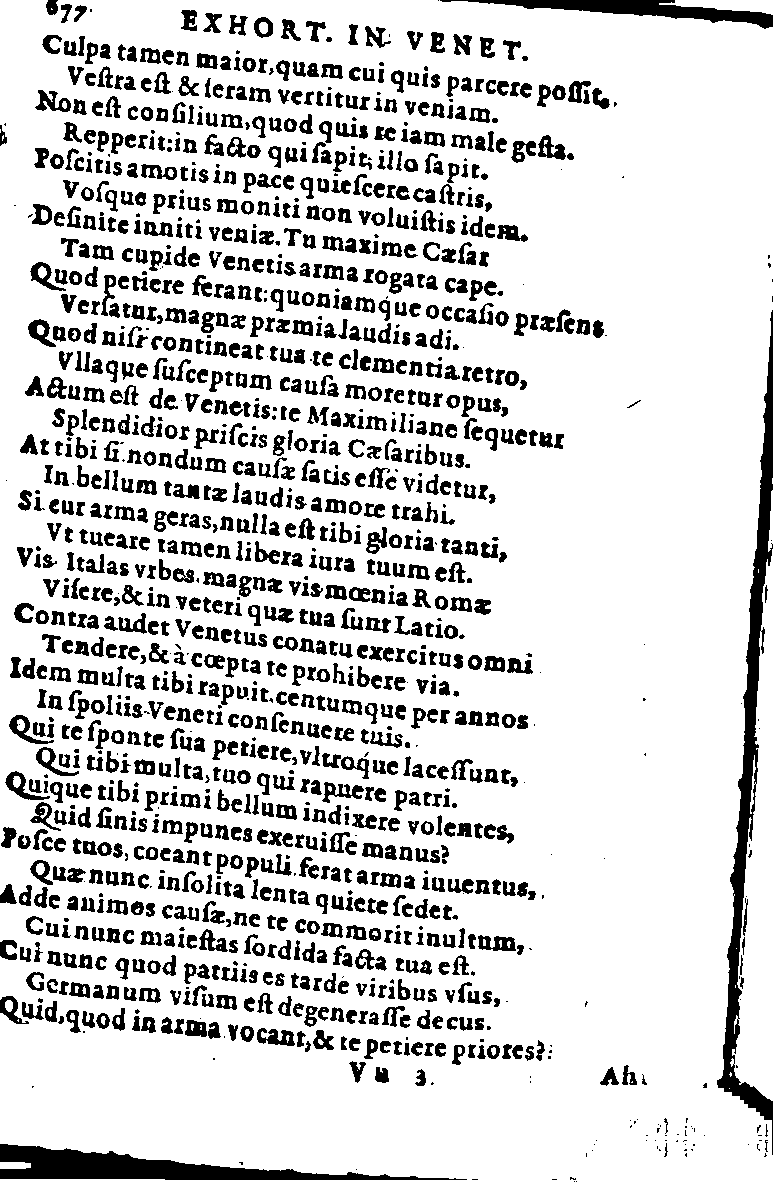 677
EXHORT. IN VENET.
Culpa tamen maior, quam cui quis parcere poſſit,
Veſtra eſt & ſeram vertitur in veniam.
Non eſt conſilium, quod quis re iam male geſta.
Repperit: in facto qui ſapit, illo ſapit.
Poſcitis amotis in pace quieſcere caſtris,
Voſque prius moniti non voluiſtis idem.
Deſinite inniti veniæ. Tu maxime Cæſar
Tam cupide Venetis arma rogata cape.
Quod petiere ferant: quoniamque occaſio præſens
Verſatur, magnæ præmia laudis adi.
Quod niſi contineat tua te clementia retro,
Vllaque ſuſceptum cauſa moretur opus,
Actum eſt de Venetis: te Maximiliane ſequetur
Splendidior priſcis gloria Cæſaribus.
At tibi ſi nondum cauſæ ſatis eſſe videtur,
In bellum tantæ laudis amore trahi.
Si cur arma geras, nulla eſt tibi gloria tanti,
Vt tueare tamen libera iura tuum eſt.
Vis Italas vrbes, magnæ vis mœnia Romæ
Viſere, & in veteri quæ tua ſunt Latio.
Contra audet Venetus conatu exercitus omni
Tendere, & à cœpta te prohibere via.
Idem multa tibi rapuit. centumque per annos
In ſpoliis Veneti conſenuere tuis.
Qui te ſponte ſua petiere, vltroque laceſſunt,
Qui tibi multa, tuo qui rapuere patri.
Quique tibi primi bellum indixere volentes,
Quid ſinis impunes exeruiſſe manus?
Poſce tuos, coeant populi. ferat arma iuuentus,
Quæ nunc inſolita lenta quiete ſedet.
Adde animos cauſæ, ne te commorit inultum,
Cui nunc maieſtas ſordida facta tua eſt.
Cui nunc quod patriis es tarde viribus vſus,
Germanum viſum eſt degeneraſſe decus.
Quid, quod in arma vocant, & te petiere priores?
Vu 3
Ah